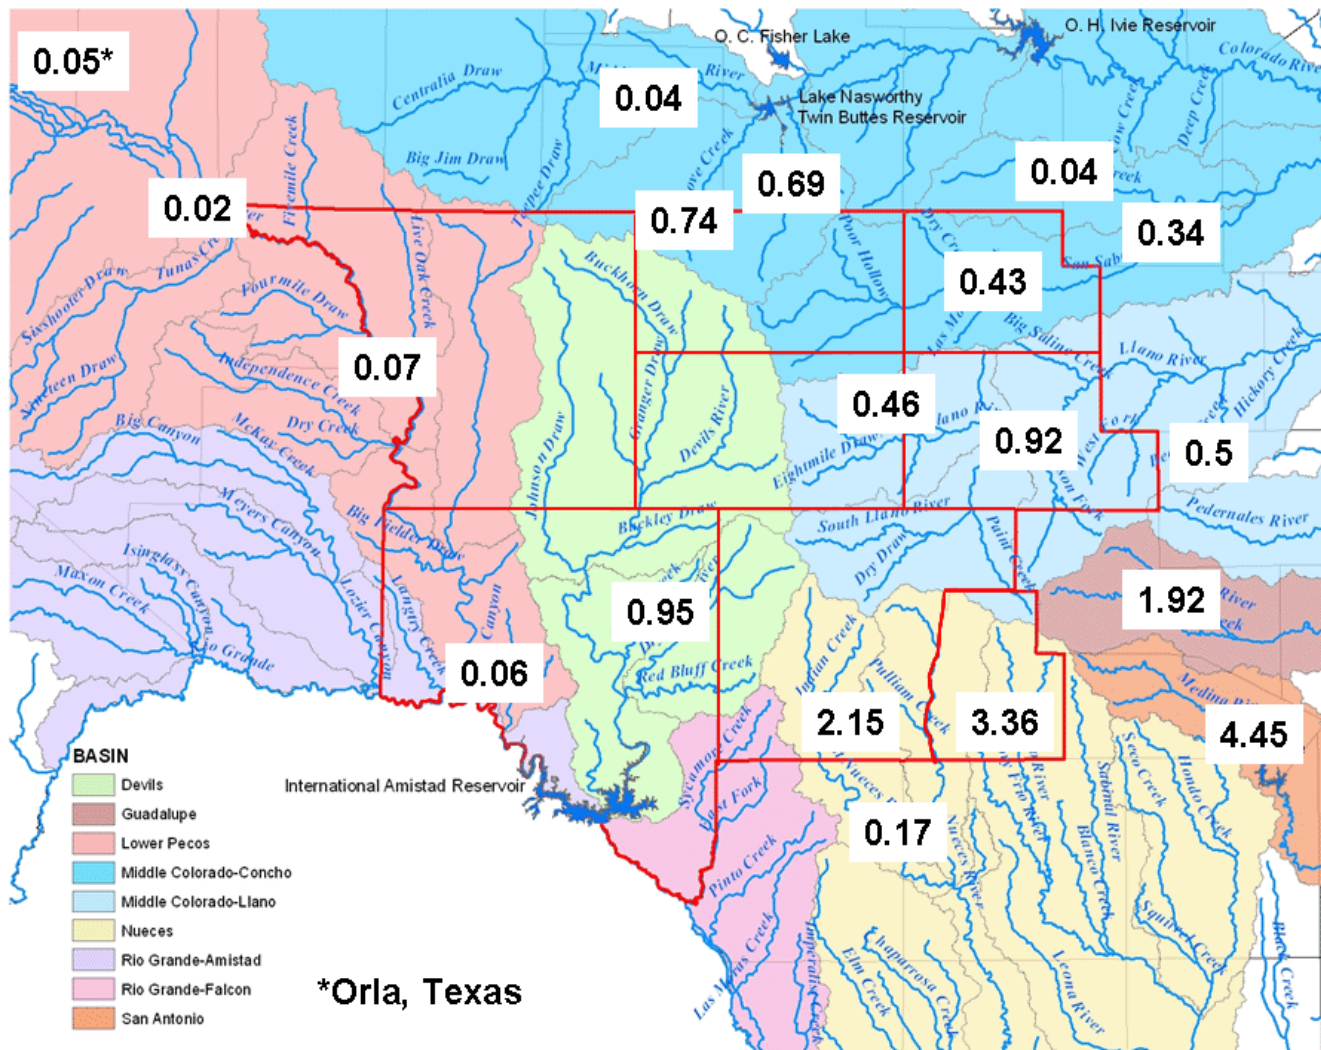 O. C. Fisher Lake
O. H. Ivie Reservoir
Colorado River
0.05*
Centralia Draw
River
0.04
Lake Nasworthy
Twin Buttes Reservoir
Deep Creek
Fivemile Creek
Big Jim Draw
0.69
0.04
0.02
0.74
0.34
Live Oak Creek
Poor Hollow
Tunas
Buckhorn Draw
San Sab
0.43
Sixshooter Draw
Fourmile Draw
Las Mo
Big Saline Creek
Llano River
0.07
Independence Creek
Granger Draw
Hickory Creek
Nineteen Draw
0.46
Dry Creek
Devils River
0.92
0.5
Big Canyon
McKay Creek
Johnson Draw
Eightmile Draw
Meyers Canyon
Big Fielder Draw
Buckley Draw
South Llano River
Pedernales River
Isinglass Canyon
Dry Draw
Paint Creek
Maxon Creek
Lozier Canyon
Langtry Creek
Canyon
0.95
1.92
River
Rio Grande
0.06
Red Bluff Creek
Indian Creek
Pulliam Creek
2.15
3.36
Medina
4.45
BASIN
Devils
Guadalupe
Lower Pecos
Middle Colorado-Concho
Middle Colorado-Llano
Nueces
Rio Grande-Amistad
Rio Grande-Falcon
San Antonio
International Amistad Reservoir
Sycamore Creek
East Fork
Sabinal River
Seco Creek
Hondo Creek
0.17
Nueces River
Frio River
Blanco Creek
Pinto Creek
Squirrel Creek
Las Moras Creek
Elm Creek
Chaparrosa Creek
Leona River
Black Creek
*Orla, Texas